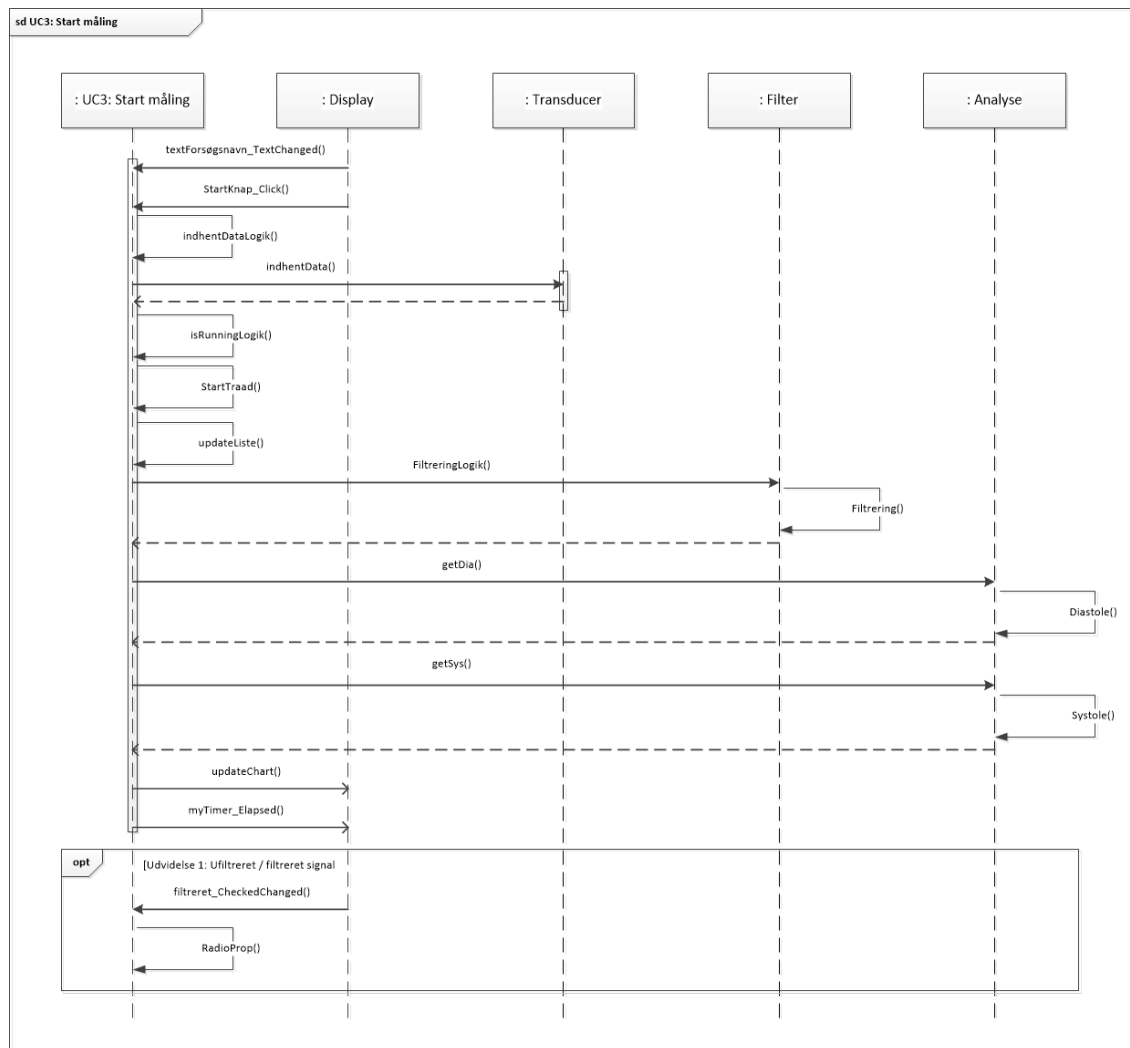 sd UC3: Start måling
: UC3: Start måling
: Display
: Transducer
: Filter
: Analyse
textForsøgsnavn_TextChanged()
StartKnap_Click()
indhentDataLogik()
indhentData()
isRunningLogik()
StartTraad()
updateListe()
FiltreringLogik()
Filtrering()
getDia()
Diastole()
getSys()
Systole()
updateChart()
myTimer_Elapsed()
opt
[Udvidelse 1: Ufiltreret / filtreret signal
filtreret_CheckedChanged()
RadioProp()